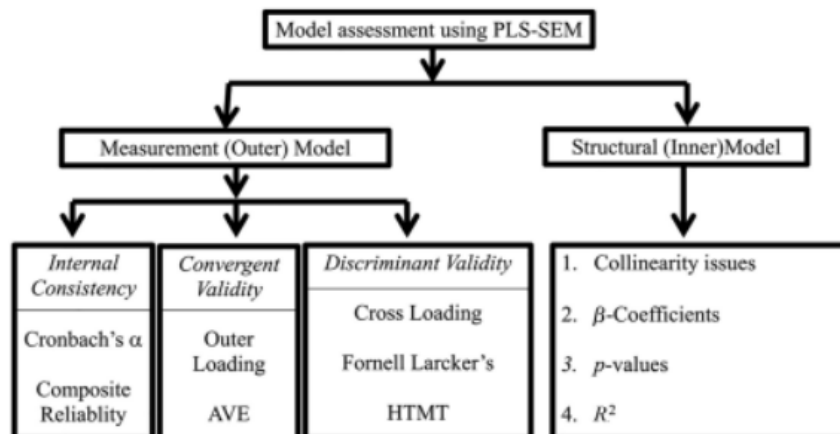 Model assessment using PLS-SEM
Measurement (Outer) Model
Structural (Inner)Model
Internal
Consistency
Cronbach's α
Composite
Reliablity
Convergent
Validity
Outer
Loading
AVE
Discriminant Validity
Cross Loading
Fornell Larcker's
HTMT
1. Collinearity issues
2. β-Coefficients
3. p-values
4. R²